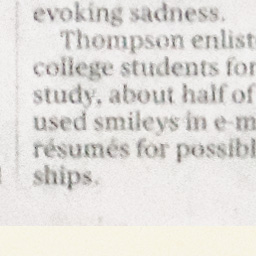 evoking sadness.
Thompson enlist
college students for
study, about half of
used smileys in e-m
résumés for possibl
ships.